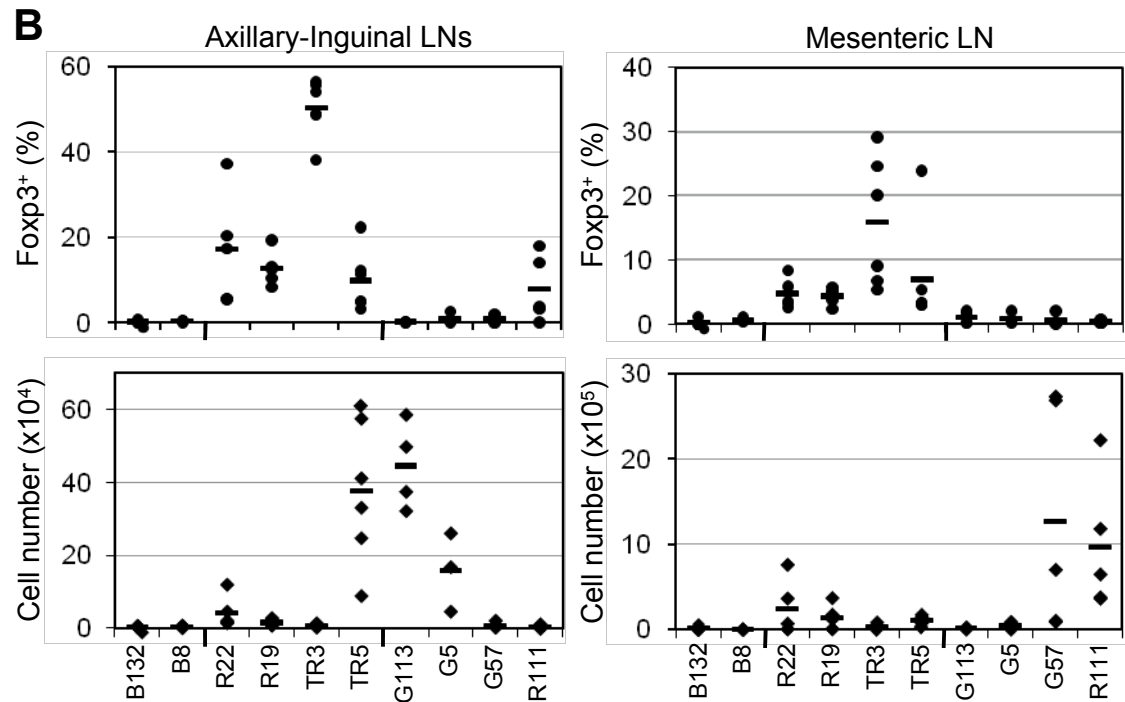 B
Axillary-Inguinal LNs
Mesenteric LN
Foxp3⁺ (%)
60
40
20
0
Foxp3⁺ (%)
40
30
20
10
0
Cell number (x10⁴)
60
40
20
0
Cell number (x10⁵)
30
20
10
0
B132 B8 R22 R19 TR3 TR5 G113 G5 G57 R111
B132 B8 R22 R19 TR3 TR5 G113 G5 G57 R111